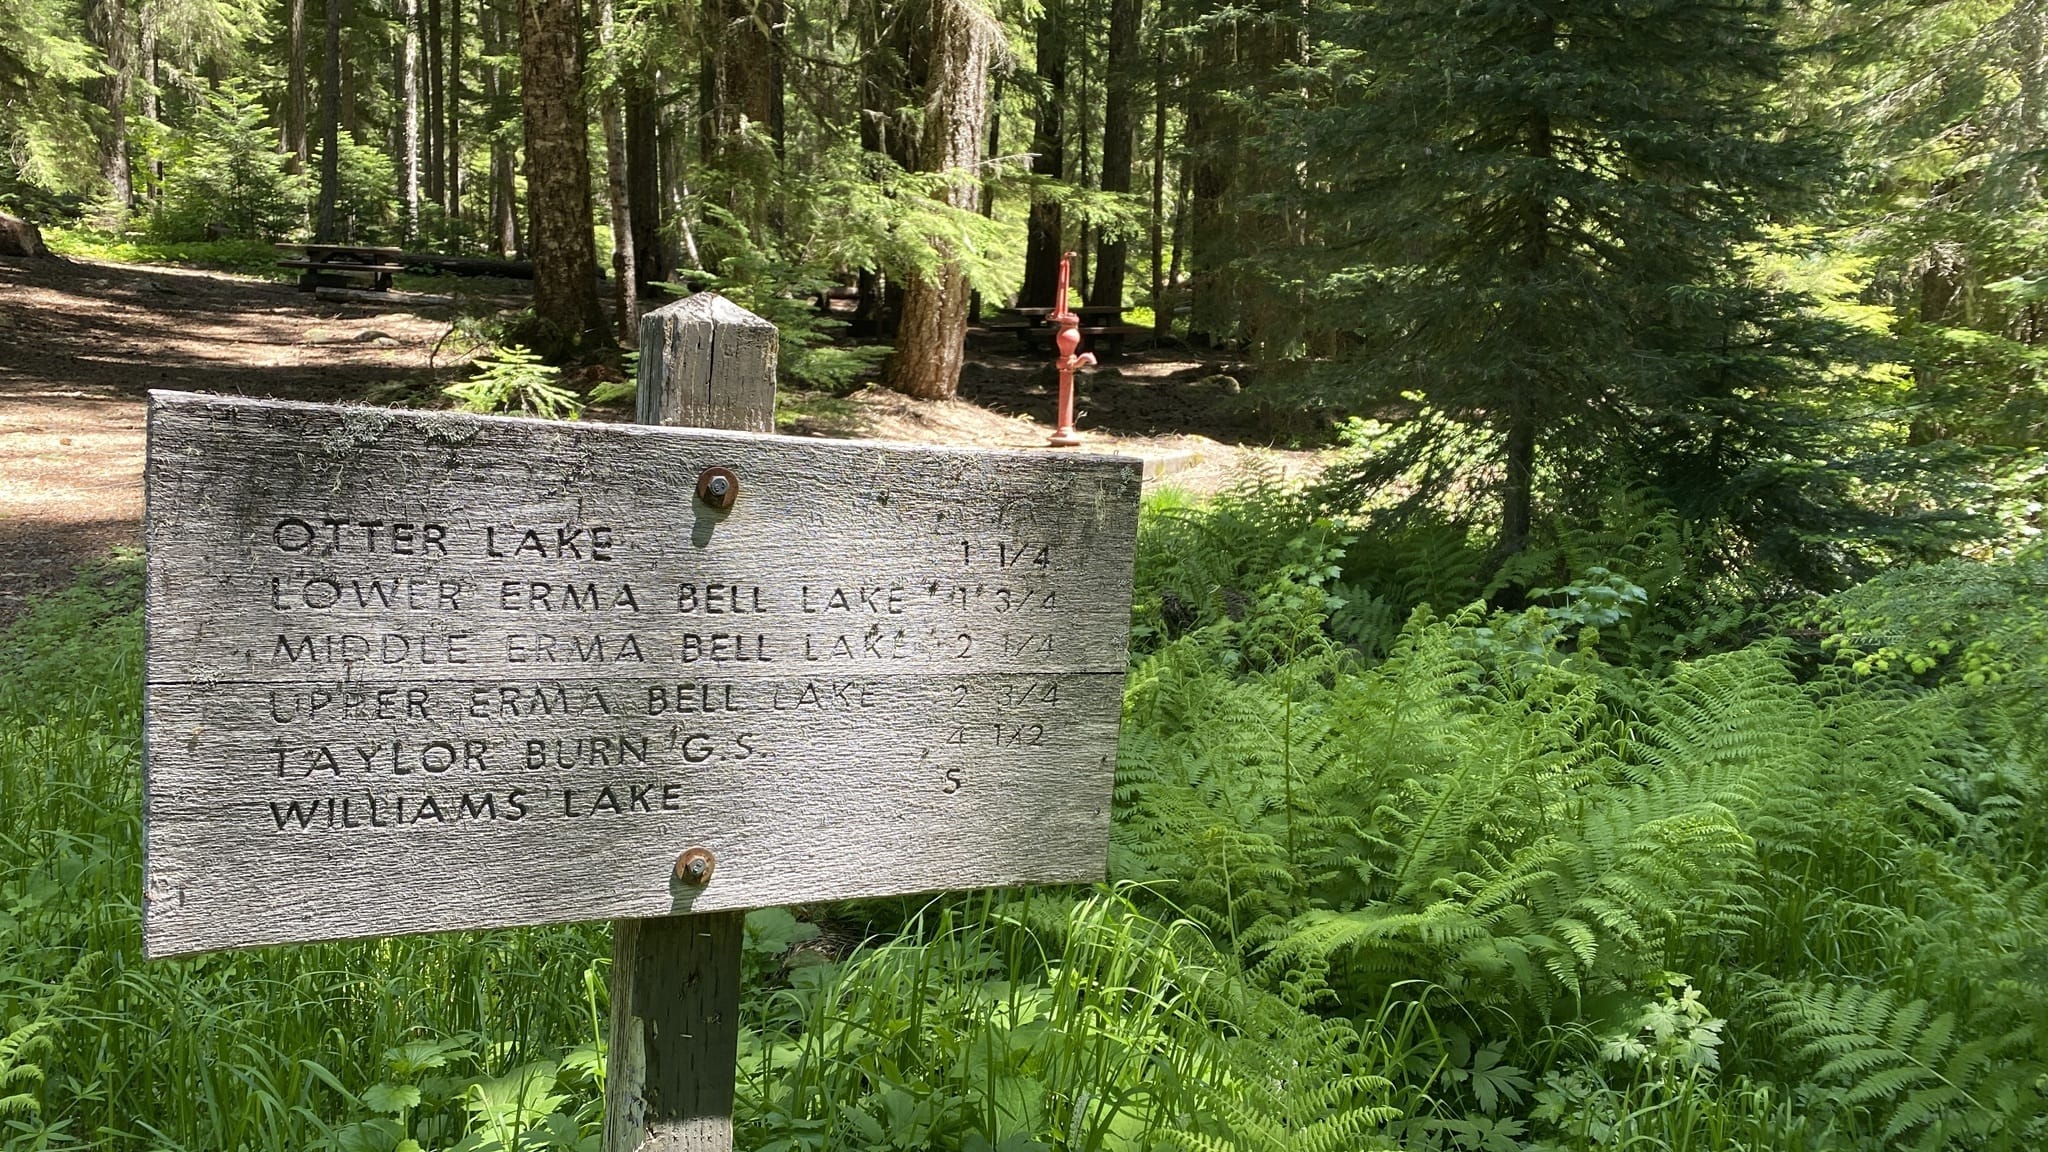 OTTER LAKE 1 1/4
LOWER ERMA BELL LAKE 1 3/4
MIDDLE ERMA BELL LAKE 2 1/4
UPPER ERMA BELL LAKE 2 3/4
TAYLOR BURN G.S. 4 1/2
WILLIAMS LAKE 5